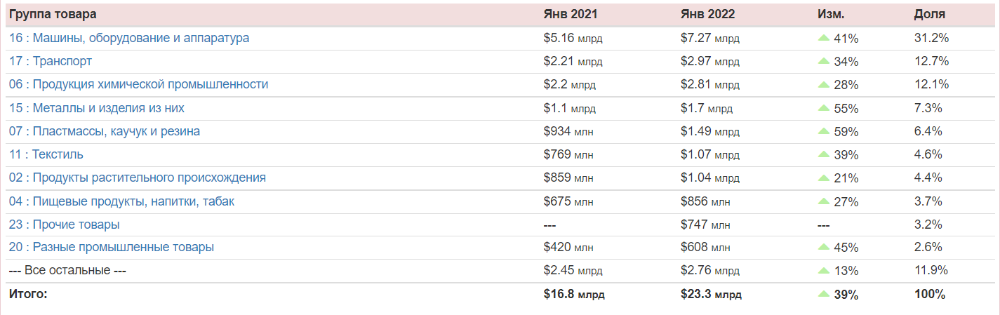 Группа товара Янв 2021 Янв 2022 Изм. Доля
16 : Машины, оборудование и аппаратура $5.16 млрд $7.27 млрд 41% 31.2%
17 : Транспорт $2.21 млрд $2.97 млрд 34% 12.7%
06 : Продукция химической промышленности $2.2 млрд $2.81 млрд 28% 12.1%
15 : Металлы и изделия из них $1.1 млрд $1.7 млрд 55% 7.3%
07 : Пластмассы, каучук и резина $934 млн $1.49 млрд 59% 6.4%
11 : Текстиль $769 млн $1.07 млрд 39% 4.6%
02 : Продукты растительного происхождения $859 млн $1.04 млрд 21% 4.4%
04 : Пищевые продукты, напитки, табак $675 млн $856 млн 27% 3.7%
23 : Прочие товары --- $747 млн --- 3.2%
20 : Разные промышленные товары $420 млн $608 млн 45% 2.6%
--- Все остальные --- $2.45 млрд $2.76 млрд 13% 11.9%
Итого: $16.8 млрд $23.3 млрд 39% 100%